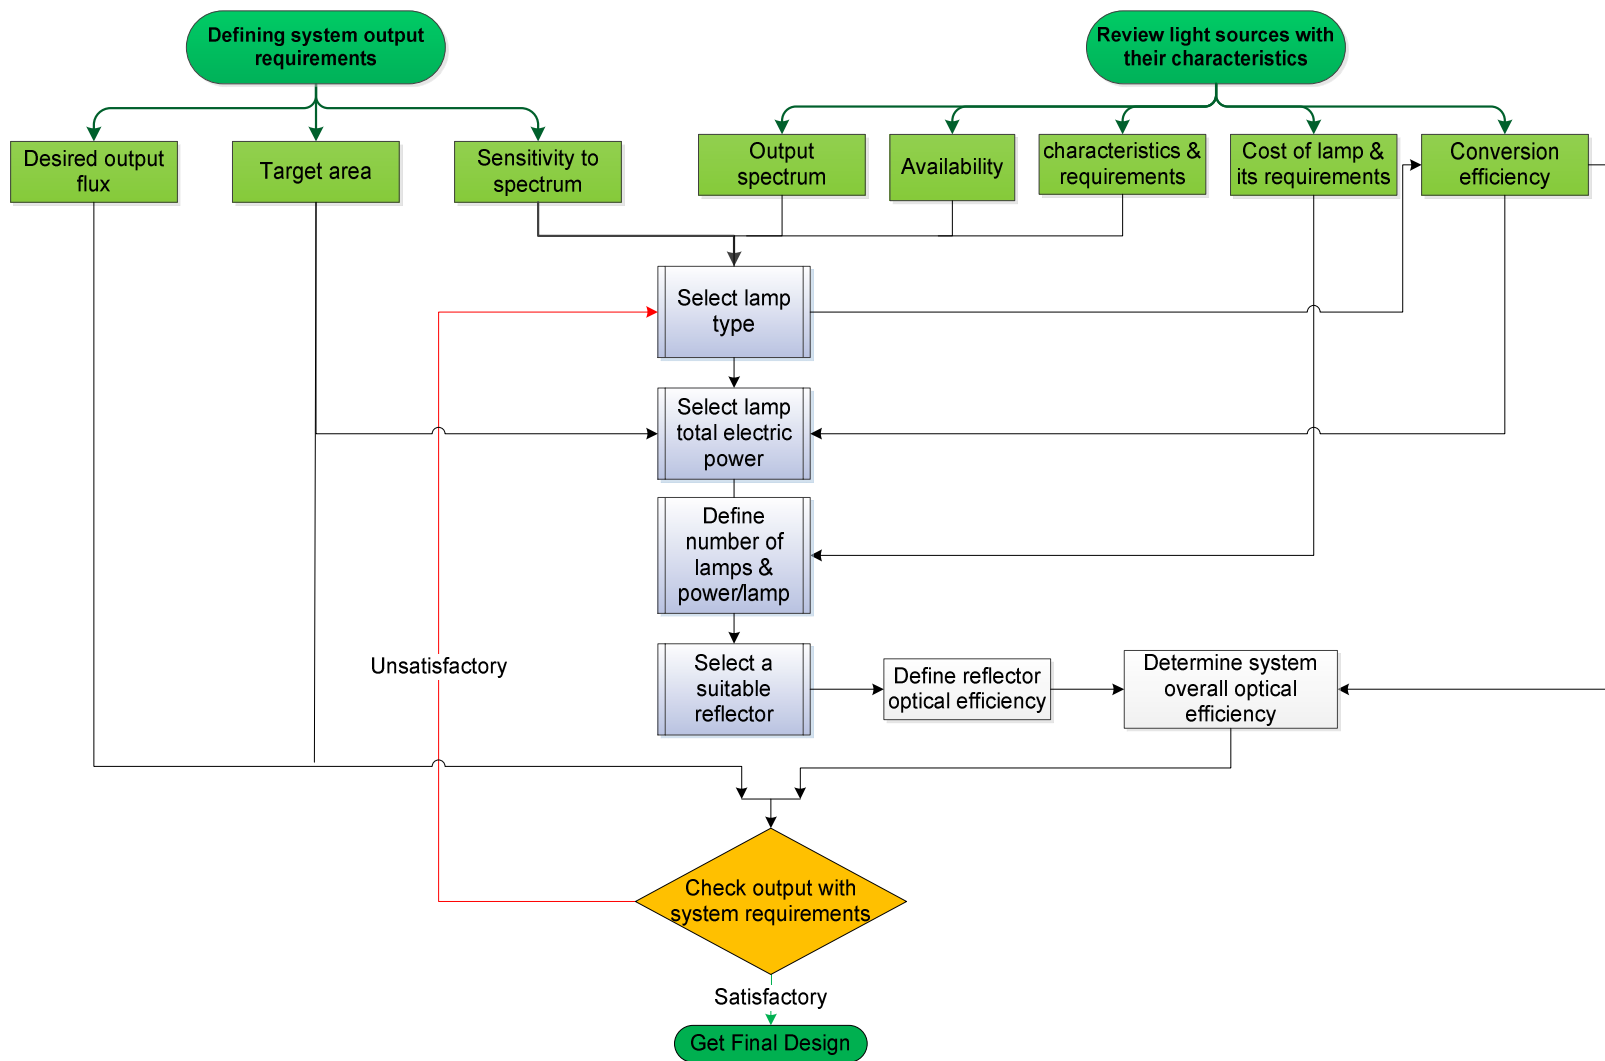 Defining system output
requirements
Review light sources with
their characteristics
Desired output
flux
Target area
Sensitivity to
spectrum
Output
spectrum
Availability
characteristics &
requirements
Cost of lamp &
its requirements
Conversion
efficiency
Select lamp
type
Select lamp
total electric
power
Define
number of
lamps &
power/lamp
Unsatisfactory
Select a
suitable
reflector
Define reflector
optical efficiency
Determine system
overall optical
efficiency
Check output with
system requirements
Satisfactory
Get Final Design